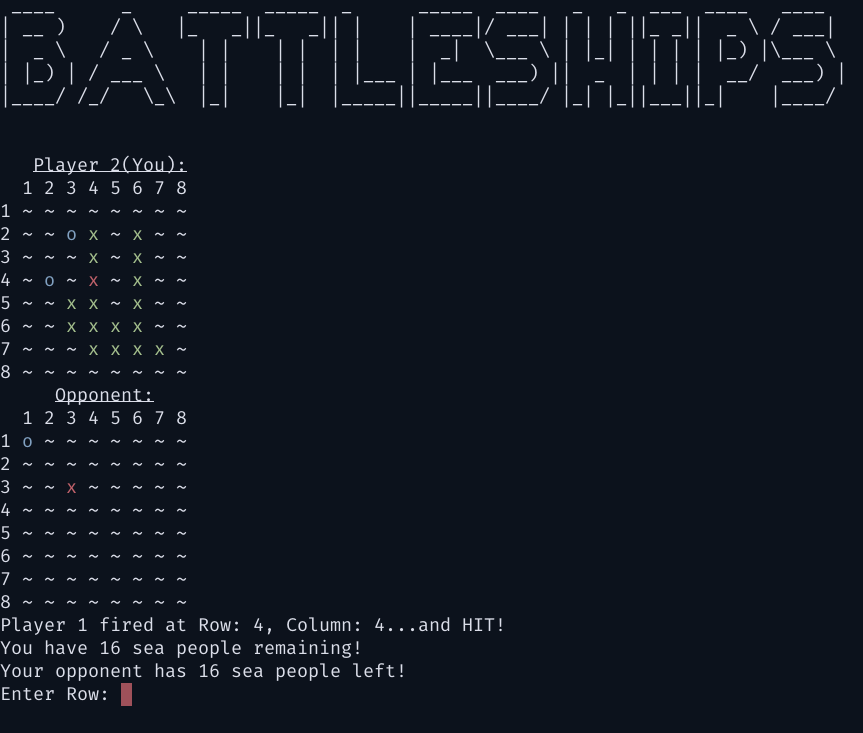 BATTLESHIPS
Player 2(You):
1 2 3 4 5 6 7 8
1 ~ ~ ~ ~ ~ ~ ~ ~
2 ~ ~ o x ~ x ~ ~
3 ~ ~ ~ x ~ x ~ ~
4 ~ o ~ x ~ x ~ ~
5 ~ ~ x x ~ x ~ ~
6 ~ ~ x x x x ~ ~
7 ~ ~ ~ x x x x ~
8 ~ ~ ~ ~ ~ ~ ~ ~
Opponent:
1 2 3 4 5 6 7 8
1 o ~ ~ ~ ~ ~ ~ ~
2 ~ ~ ~ ~ ~ ~ ~ ~
3 ~ ~ x ~ ~ ~ ~ ~
4 ~ ~ ~ ~ ~ ~ ~ ~
5 ~ ~ ~ ~ ~ ~ ~ ~
6 ~ ~ ~ ~ ~ ~ ~ ~
7 ~ ~ ~ ~ ~ ~ ~ ~
8 ~ ~ ~ ~ ~ ~ ~ ~
Player 1 fired at Row: 4, Column: 4...and HIT!
You have 16 sea people remaining!
Your opponent has 16 sea people left!
Enter Row: